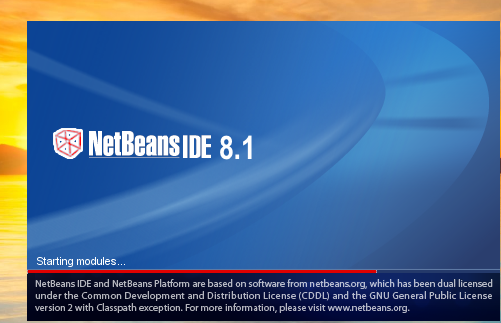 NetBeans IDE 8.1
Starting modules...
NetBeans IDE and NetBeans Platform are based on software from netbeans.org, which has been dual licensed
under the Common Development and Distribution License (CDDL) and the GNU General Public License
version 2 with Classpath exception. For more information, please visit www.netbeans.org.